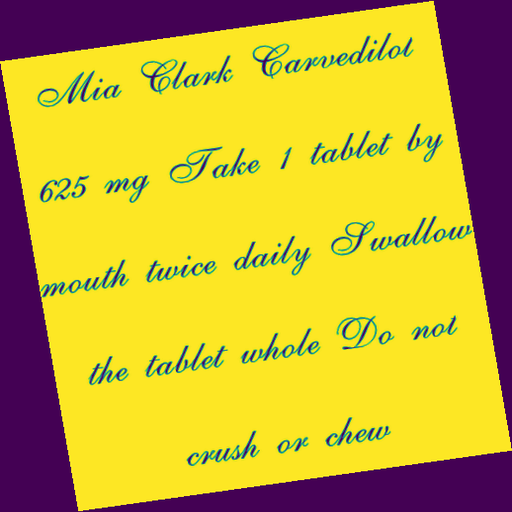 Mia Clark Carvedilol
625 mg Take 1 tablet by
mouth twice daily Swallow
the tablet whole Do not
crush or chew